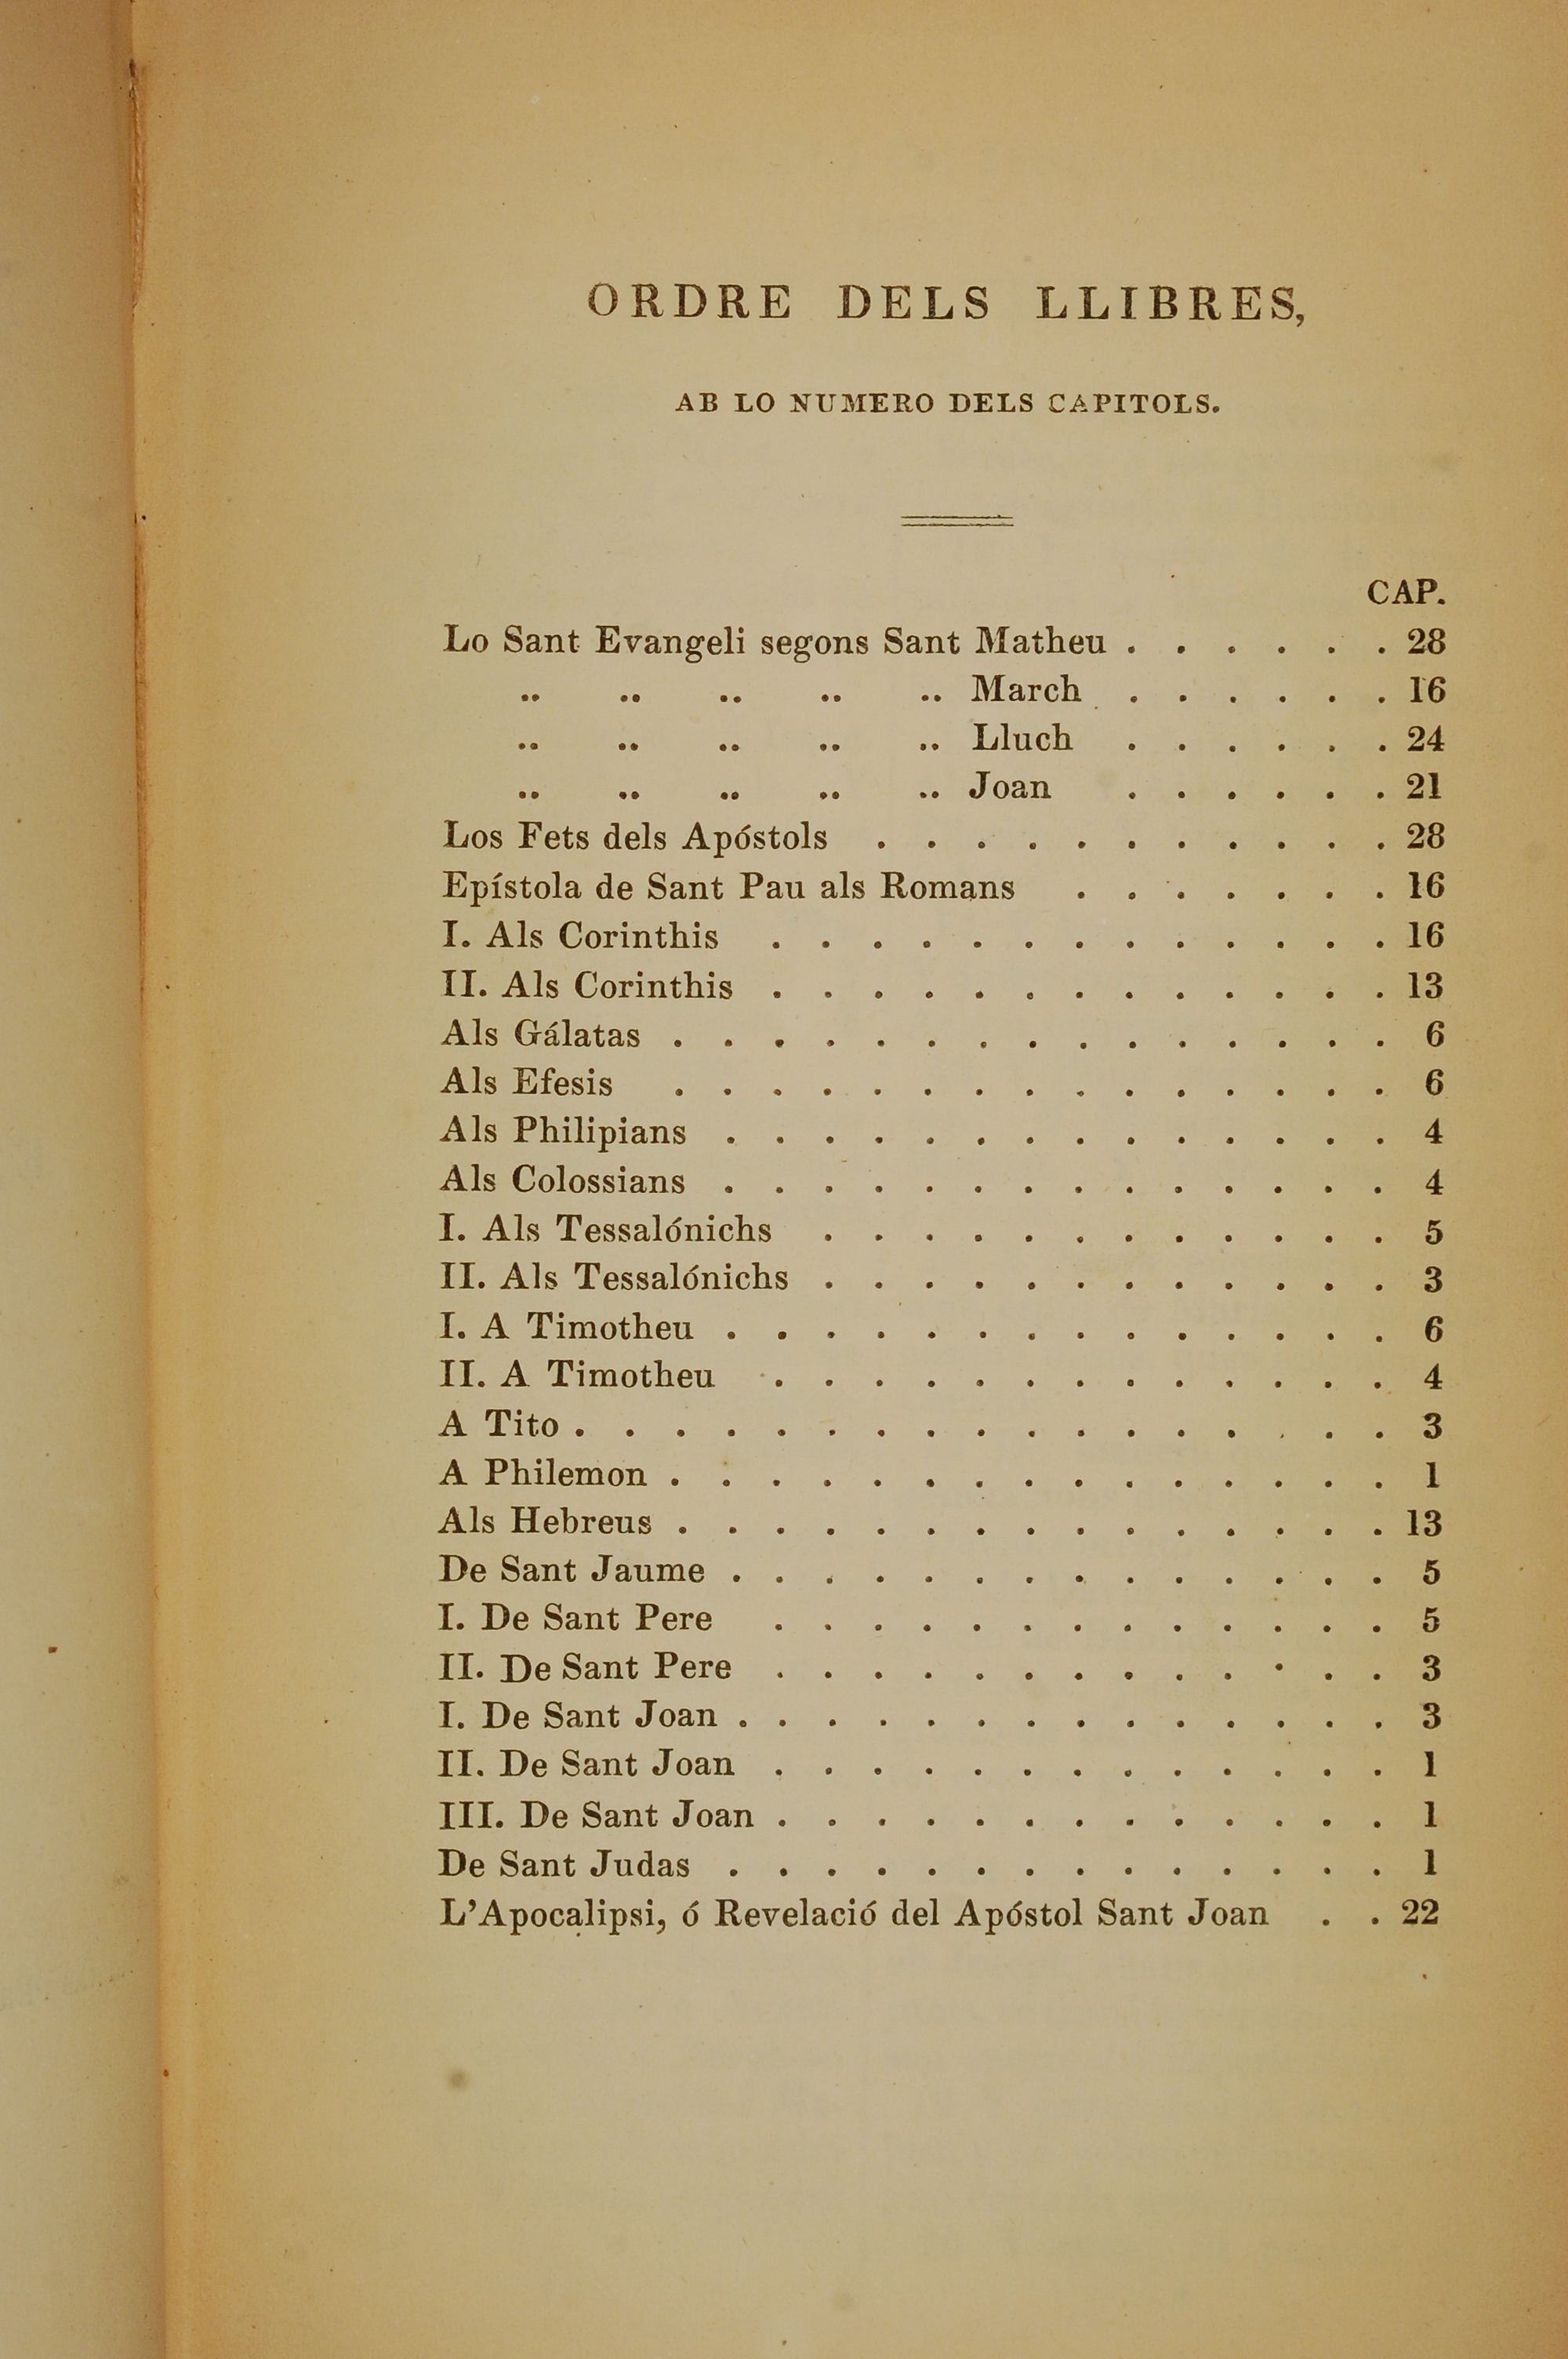 ORDRE DELS LLIBRES,
AB LO NUMERO DELS CAPITOLS.
CAP.
Lo Sant Evangeli segons Sant Matheu . . . . . . 28
.. .. .. .. .. March . . . . . . 16
.. .. .. .. .. Lluch . . . . . . 24
.. .. .. .. .. Joan . . . . . . 21
Los Fets dels Apóstols . . . . . . . . . . . 28
Epístola de Sant Pau als Romans . . . . . . . 16
I. Als Corinthis . . . . . . . . . . . . . 16
II. Als Corinthis . . . . . . . . . . . . . 13
Als Gálatas . . . . . . . . . . . . . . . 6
Als Efesis . . . . . . . . . . . . . . . 6
Als Philipians . . . . . . . . . . . . . . 4
Als Colossians . . . . . . . . . . . . . . 4
I. Als Tessalónichs . . . . . . . . . . . . 5
II. Als Tessalónichs . . . . . . . . . . . . 3
I. A Timotheu . . . . . . . . . . . . . . 6
II. A Timotheu . . . . . . . . . . . . . 4
A Tito . . . . . . . . . . . . . . . . . 3
A Philemon . . . . . . . . . . . . . . . 1
Als Hebreus . . . . . . . . . . . . . . . 13
De Sant Jaume . . . . . . . . . . . . . . 5
I. De Sant Pere . . . . . . . . . . . . . 5
II. De Sant Pere . . . . . . . . . . . . . 3
I. De Sant Joan . . . . . . . . . . . . . . 3
II. De Sant Joan . . . . . . . . . . . . . 1
III. De Sant Joan . . . . . . . . . . . . . 1
De Sant Judas . . . . . . . . . . . . . . 1
L'Apocalipsi, ó Revelació del Apóstol Sant Joan . . 22